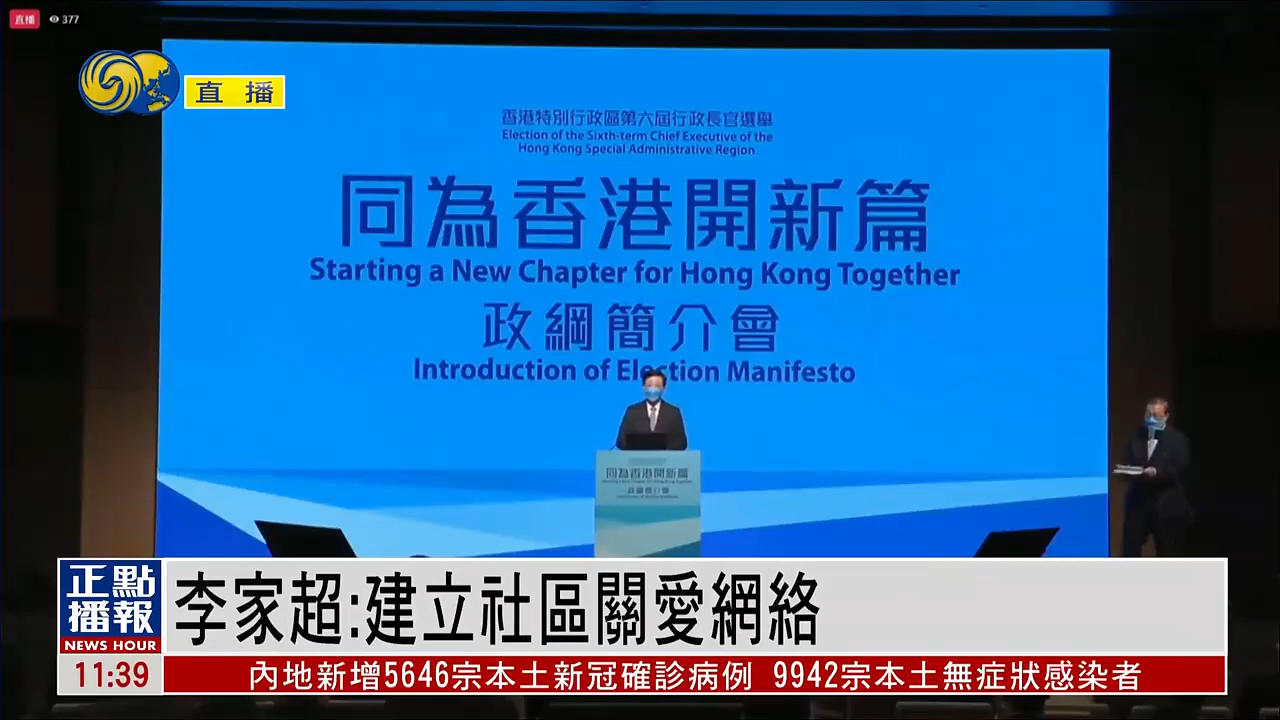 直播 377
直播
香港特別行政區第六屆行政長官選舉
Election of the Sixth-term Chief Executive of the
Hong Kong Special Administrative Region
同為香港開新篇
Starting a New Chapter for Hong Kong Together
政綱簡介會
Introduction of Election Manifesto
同為香港開新篇
政綱簡介會
正點播報
NEWS HOUR
李家超:建立社區關愛網絡
11:39
內地新增5646宗本土新冠確診病例 9942宗本土無症狀感染者